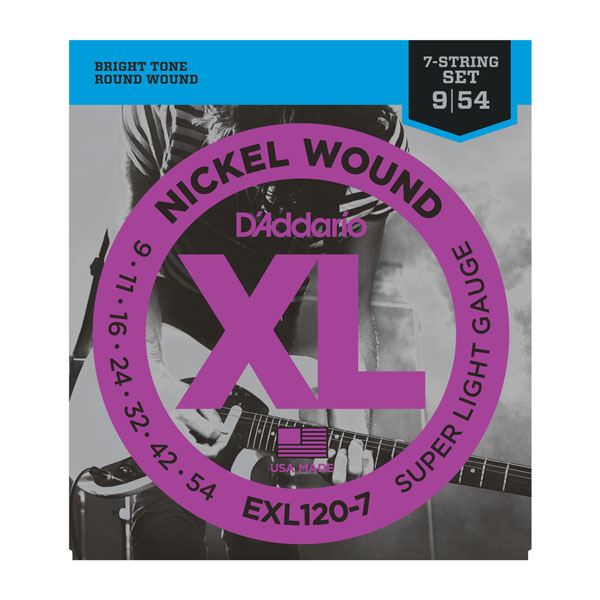 BRIGHT TONE
ROUND WOUND
7-STRING
SET
9|54
NICKEL WOUND
D'Addario
XL
9 • 11 • 16 • 24 • 32 • 42 • 54
SUPER LIGHT GAUGE
USA MADE
EXL120-7